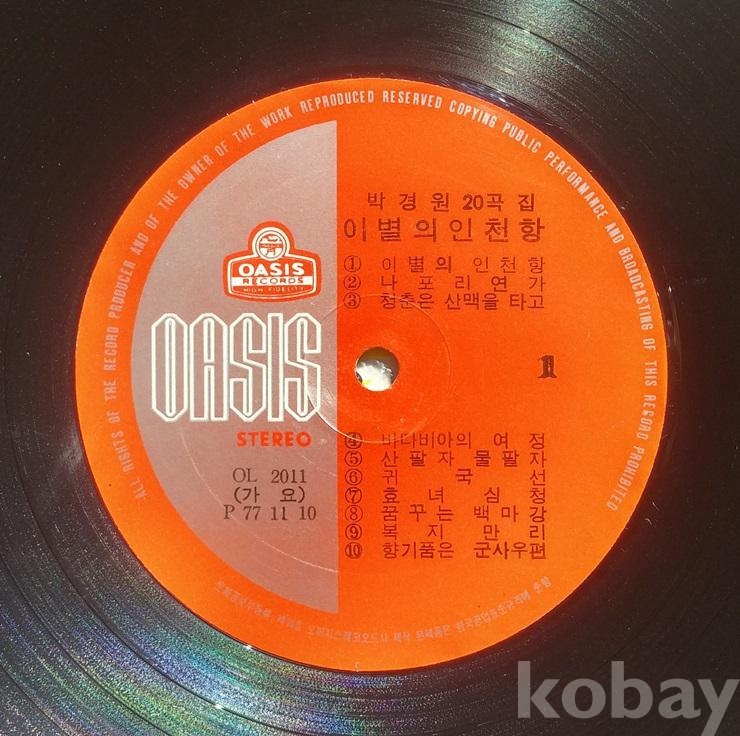 ALL RIGHTS OF THE RECORD PRODUCER AND OF THE OWNER OF THE WORK REPRODUCED RESERVED COPYING PUBLIC PERFORMANCE AND BROADCASTING OF THIS RECORD PROHIBITED
박경원 20곡집
이별의인천항
① 이별의 인천항
② 나포리연가
③ 청춘은 산맥을 타고
OASIS
RECORDS
HIGH FIDELITY
OASIS
STEREO
1
OL 2011
(가요)
P 77 11 10
④ 비다비아의 여정
⑤ 산팔자 물팔자
⑥ 귀국선
⑦ 효녀심청
⑧ 꿈꾸는 백마강
⑨ 복지만리
⑩ 향기품은 군사우편
kobay